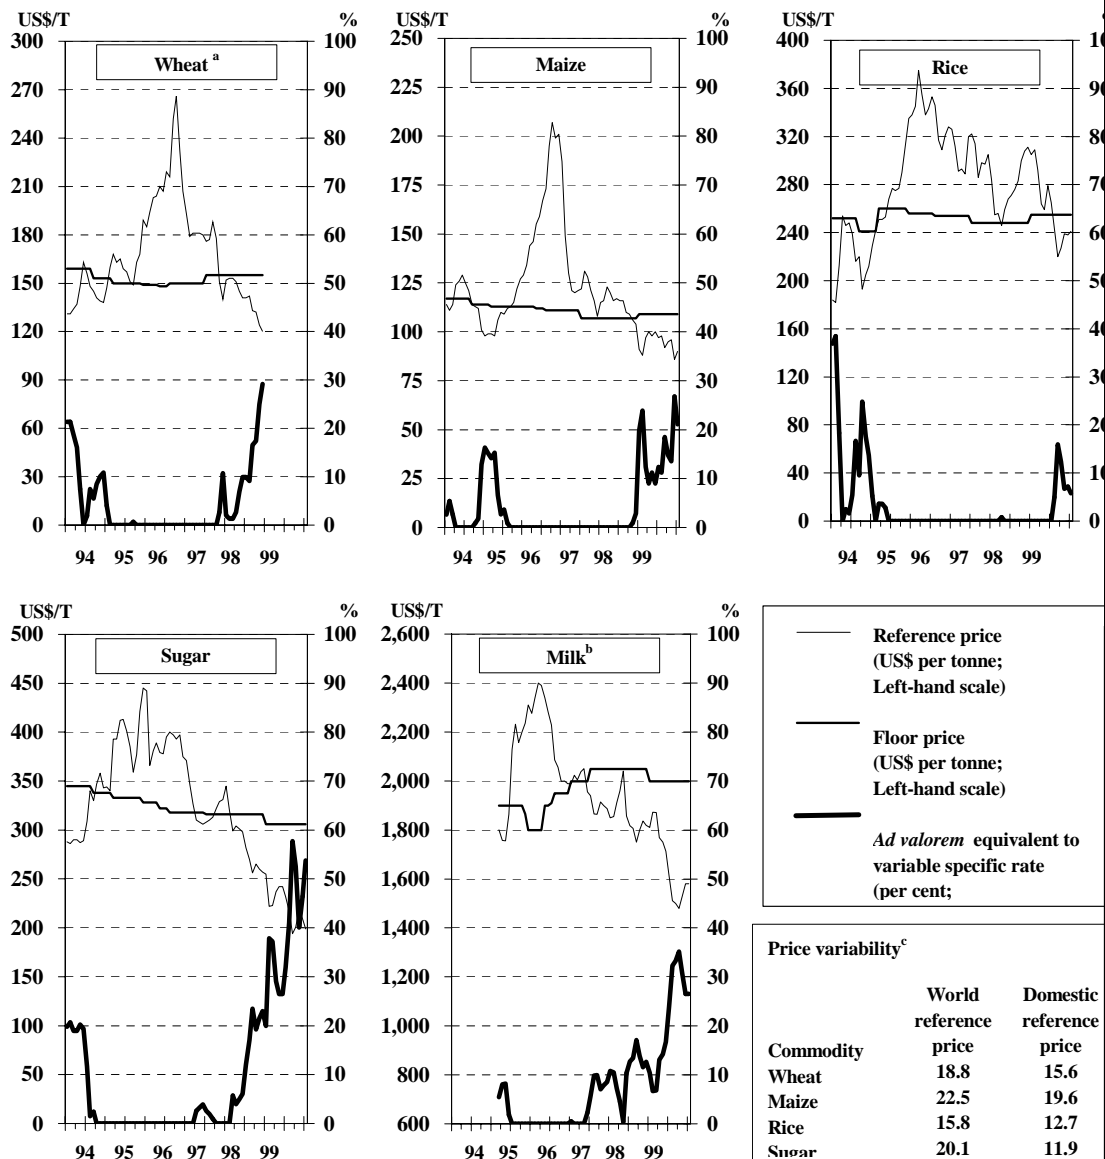 US$/T % US$/T % US$/T
Wheat a
Maize
Rice
300 100 250 100 400
270 90 225 90 360
240 80 200 80 320
210 70 175 70 280
180 60 150 60 240
150 50 125 50 200
120 40 100 40 160
90 30 75 30 120
60 20 50 20 80
30 10 25 10 40
0 0 0 0 0
94 95 96 97 98 99 94 95 96 97 98 99 94 95 96 97 98 99
US$/T % US$/T %
Sugar
Milk b
500 100 2,600 100
450 90 2,400 90
400 80 2,200 80
350 70 2,000 70
300 60 1,800 60
250 50 1,600 50
200 40 1,400 40
150 30 1,200 30
100 20 1,000 20
50 10 800 10
0 0 600 0
94 95 96 97 98 99 94 95 96 97 98 99
Reference price
(US$ per tonne;
Left-hand scale)
Floor price
(US$ per tonne;
Left-hand scale)
Ad valorem equivalent to
variable specific rate
(per cent;
Price variability c
World Domestic
reference reference
Commodity price price
Wheat 18.8 15.6
Maize 22.5 19.6
Rice 15.8 12.7
Sugar 20.1 11.9